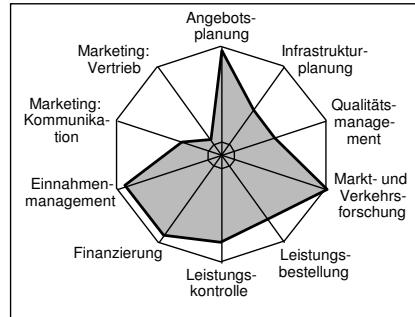 Angebots-
planung
Infrastruktur-
planung
Qualitäts-
manage-
ment
Markt- und
Verkehrs-
forschung
Leistungs-
bestellung
Leistungs-
kontrolle
Finanzierung
Einnahmen-
management
Marketing:
Kommunika-
tion
Marketing:
Vertrieb